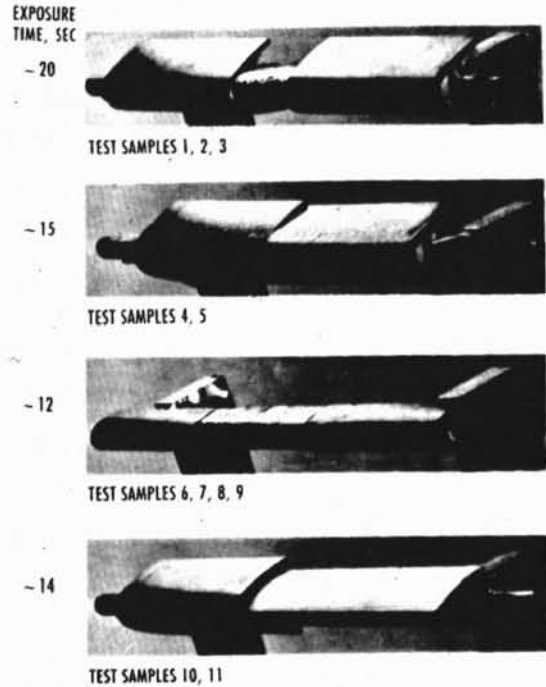 EXPOSURE
TIME, SEC
~20
TEST SAMPLES 1, 2, 3
~15
TEST SAMPLES 4, 5
~12
TEST SAMPLES 6, 7, 8, 9
~14
TEST SAMPLES 10, 11